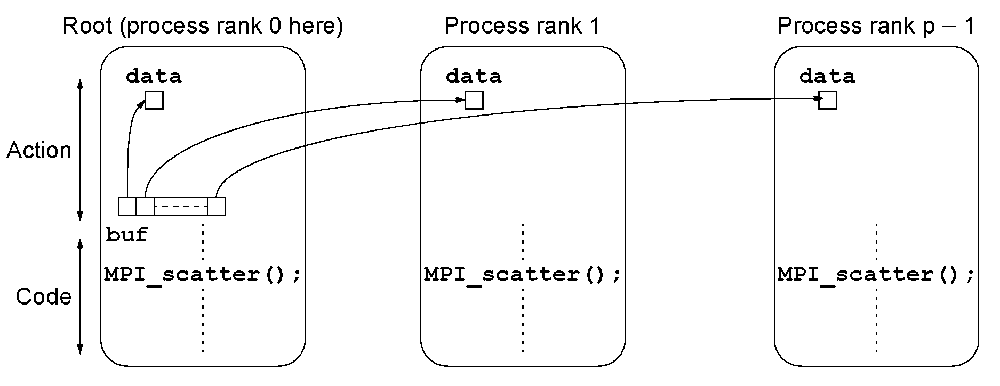 Root (process rank 0 here)
Process rank 1
Process rank p – 1
data
data
data
Action
buf
MPI_scatter();
MPI_scatter();
MPI_scatter();
Code